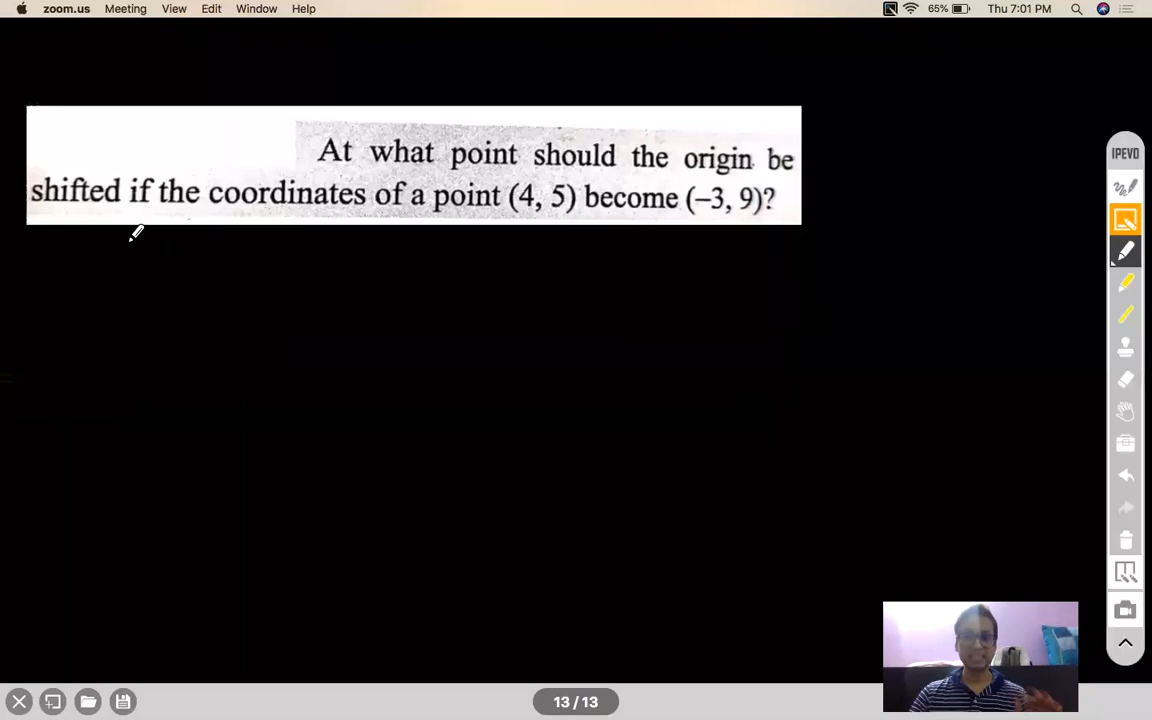 zoom.us Meeting View Edit Window Help 65% Thu 7:01 PM
At what point should the origin be
shifted if the coordinates of a point (4, 5) become (–3, 9)?
IPEVO
13 / 13